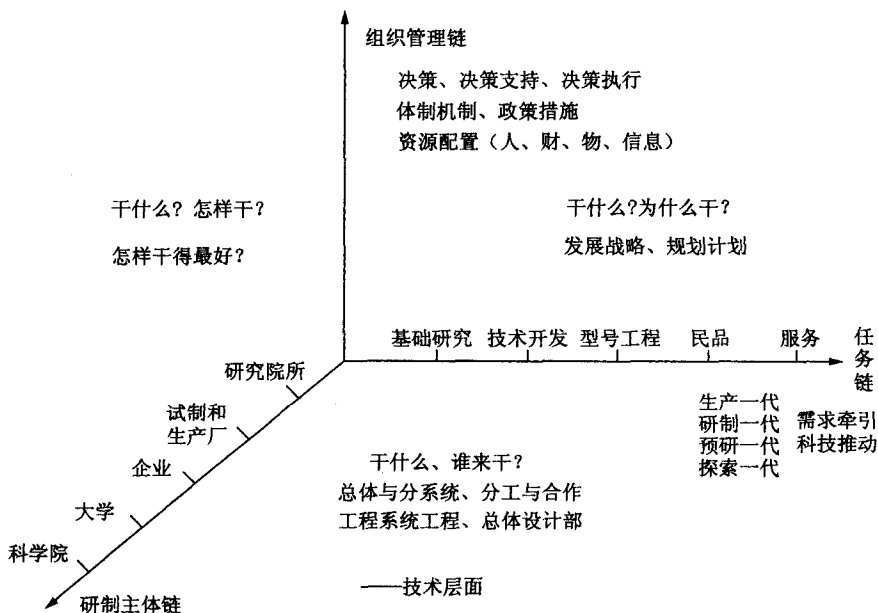 组织管理链
决策、决策支持、决策执行
体制机制、政策措施
资源配置（人、财、物、信息）
干什么？怎样干？
怎样干得最好？
干什么?为什么干？
发展战略、规划计划
基础研究 技术开发 型号工程 民品 服务
任务链
研究院所
试制和
生产厂
企业
大学
科学院
研制主体链
生产一代
研制一代
预研一代
探索一代
需求牵引
科技推动
干什么、谁来干？
总体与分系统、分工与合作
工程系统工程、总体设计部
——技术层面